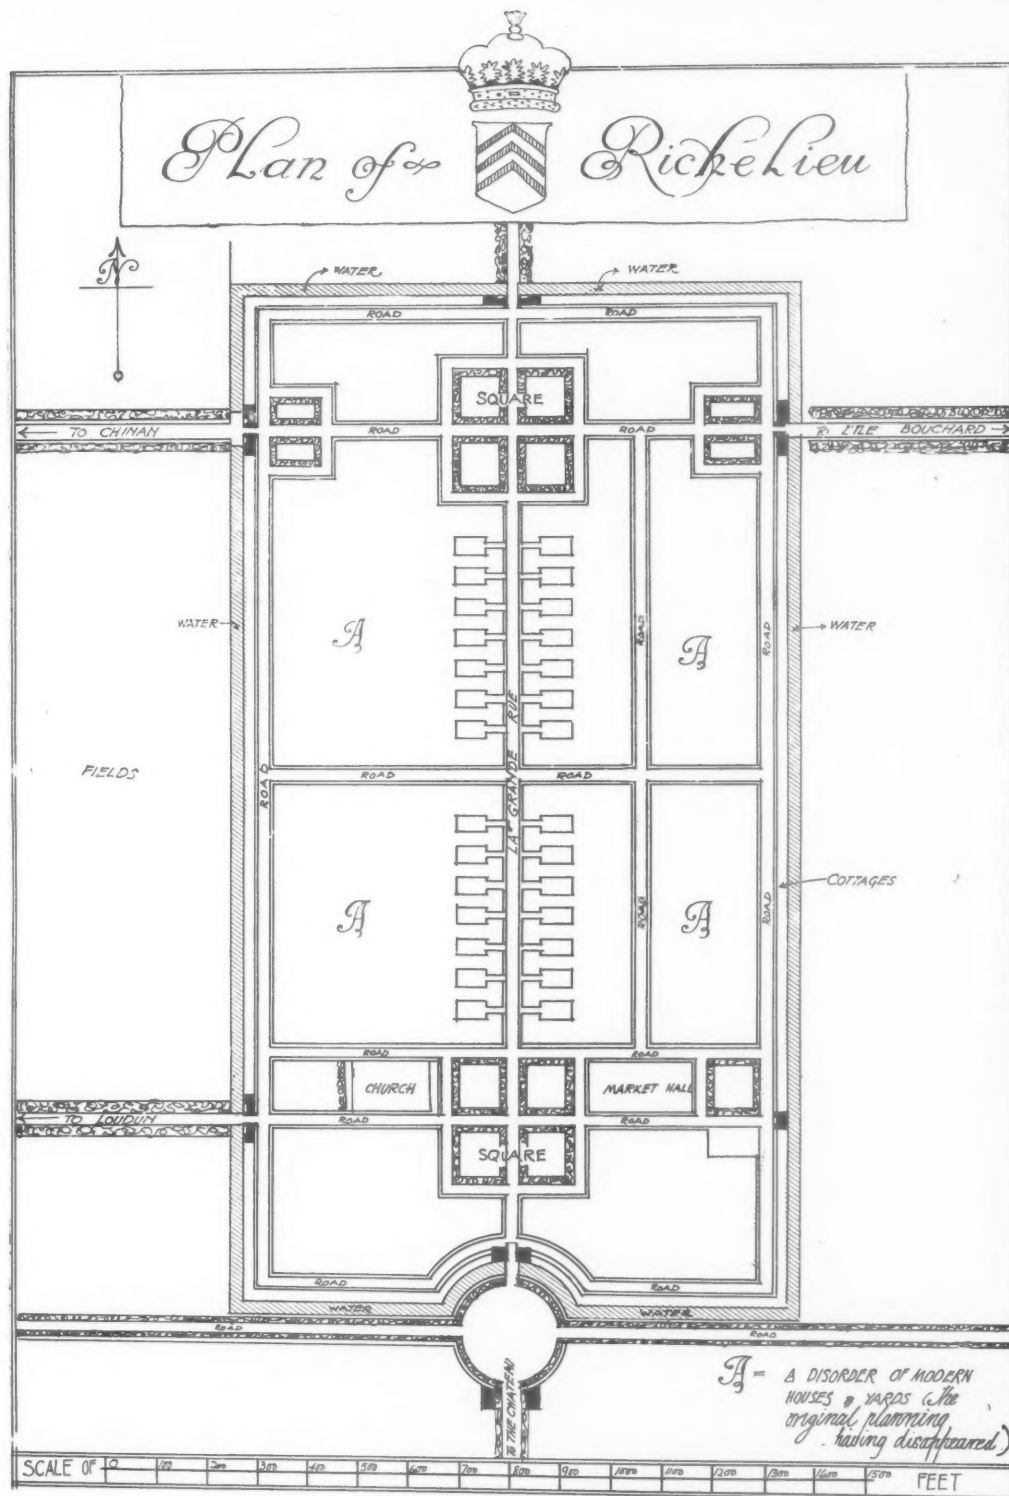 Plan of Richelieu
N
WATER
WATER
ROAD
ROAD
SQUARE
TO CHINAN
ROAD
ROAD
TO L'ILE BOUCHARD
WATER
A
ROAD
A
ROAD
WATER
FIELDS
ROAD
ROAD
LA GRANDE RUE
ROAD
A
ROAD
A
ROAD
COTTAGES
ROAD
ROAD
CHURCH
MARKET HALL
TO LOUDUN
ROAD
ROAD
SQUARE
ROAD
ROAD
WATER
WATER
ROAD
ROAD
TO THE CHATEAU
A = A DISORDER OF MODERN
HOUSES & YARDS (the
original planning
having disappeared)
SCALE OF 0 100 200 300 400 500 600 700 800 900 1000 1100 1200 1300 1400 1500 FEET